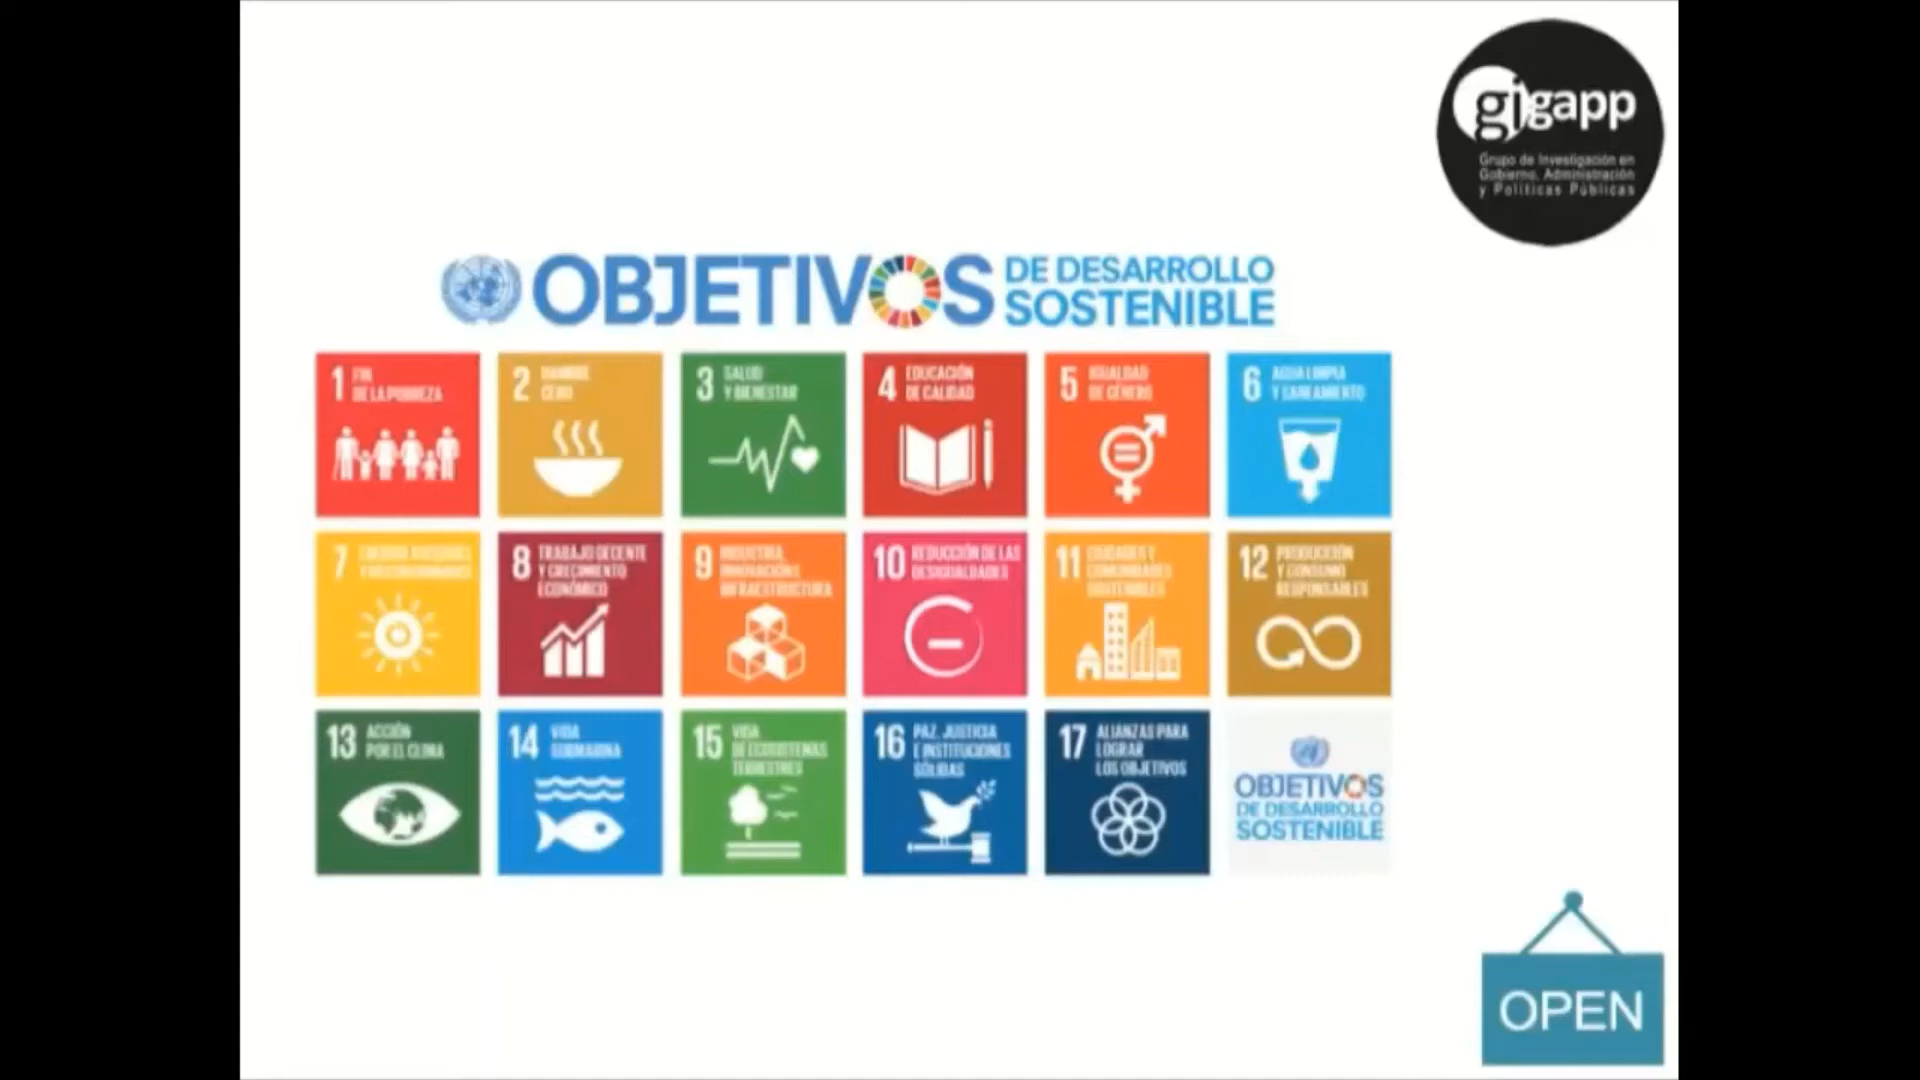 gigapp
Grupo de Investigación en
Gobierno, Administración
y Políticas Públicas
OBJETIVOS DE DESARROLLO
SOSTENIBLE
1 FIN
DE LA POBREZA
2 HAMBRE
CERO
3 SALUD
Y BIENESTAR
4 EDUCACIÓN
DE CALIDAD
5 IGUALDAD
DE GÉNERO
6 AGUA LIMPIA
Y SANEAMIENTO
7
8 TRABAJO DECENTE
Y CRECIMIENTO
ECONÓMICO
9 INDUSTRIA,
INNOVACIÓN E
INFRAESTRUCTURA
10 REDUCCIÓN DE LAS
DESIGUALDADES
11 CIUDADES Y
COMUNIDADES
SOSTENIBLES
12 PRODUCCIÓN
Y CONSUMO
RESPONSABLES
13 ACCIÓN
POR EL CLIMA
14 VIDA
SUBMARINA
15 VIDA
DE ECOSISTEMAS
TERRESTRES
16 PAZ, JUSTICIA
E INSTITUCIONES
SÓLIDAS
17 ALIANZAS PARA
LOGRAR
LOS OBJETIVOS
OBJETIVOS
DE DESARROLLO
SOSTENIBLE
OPEN